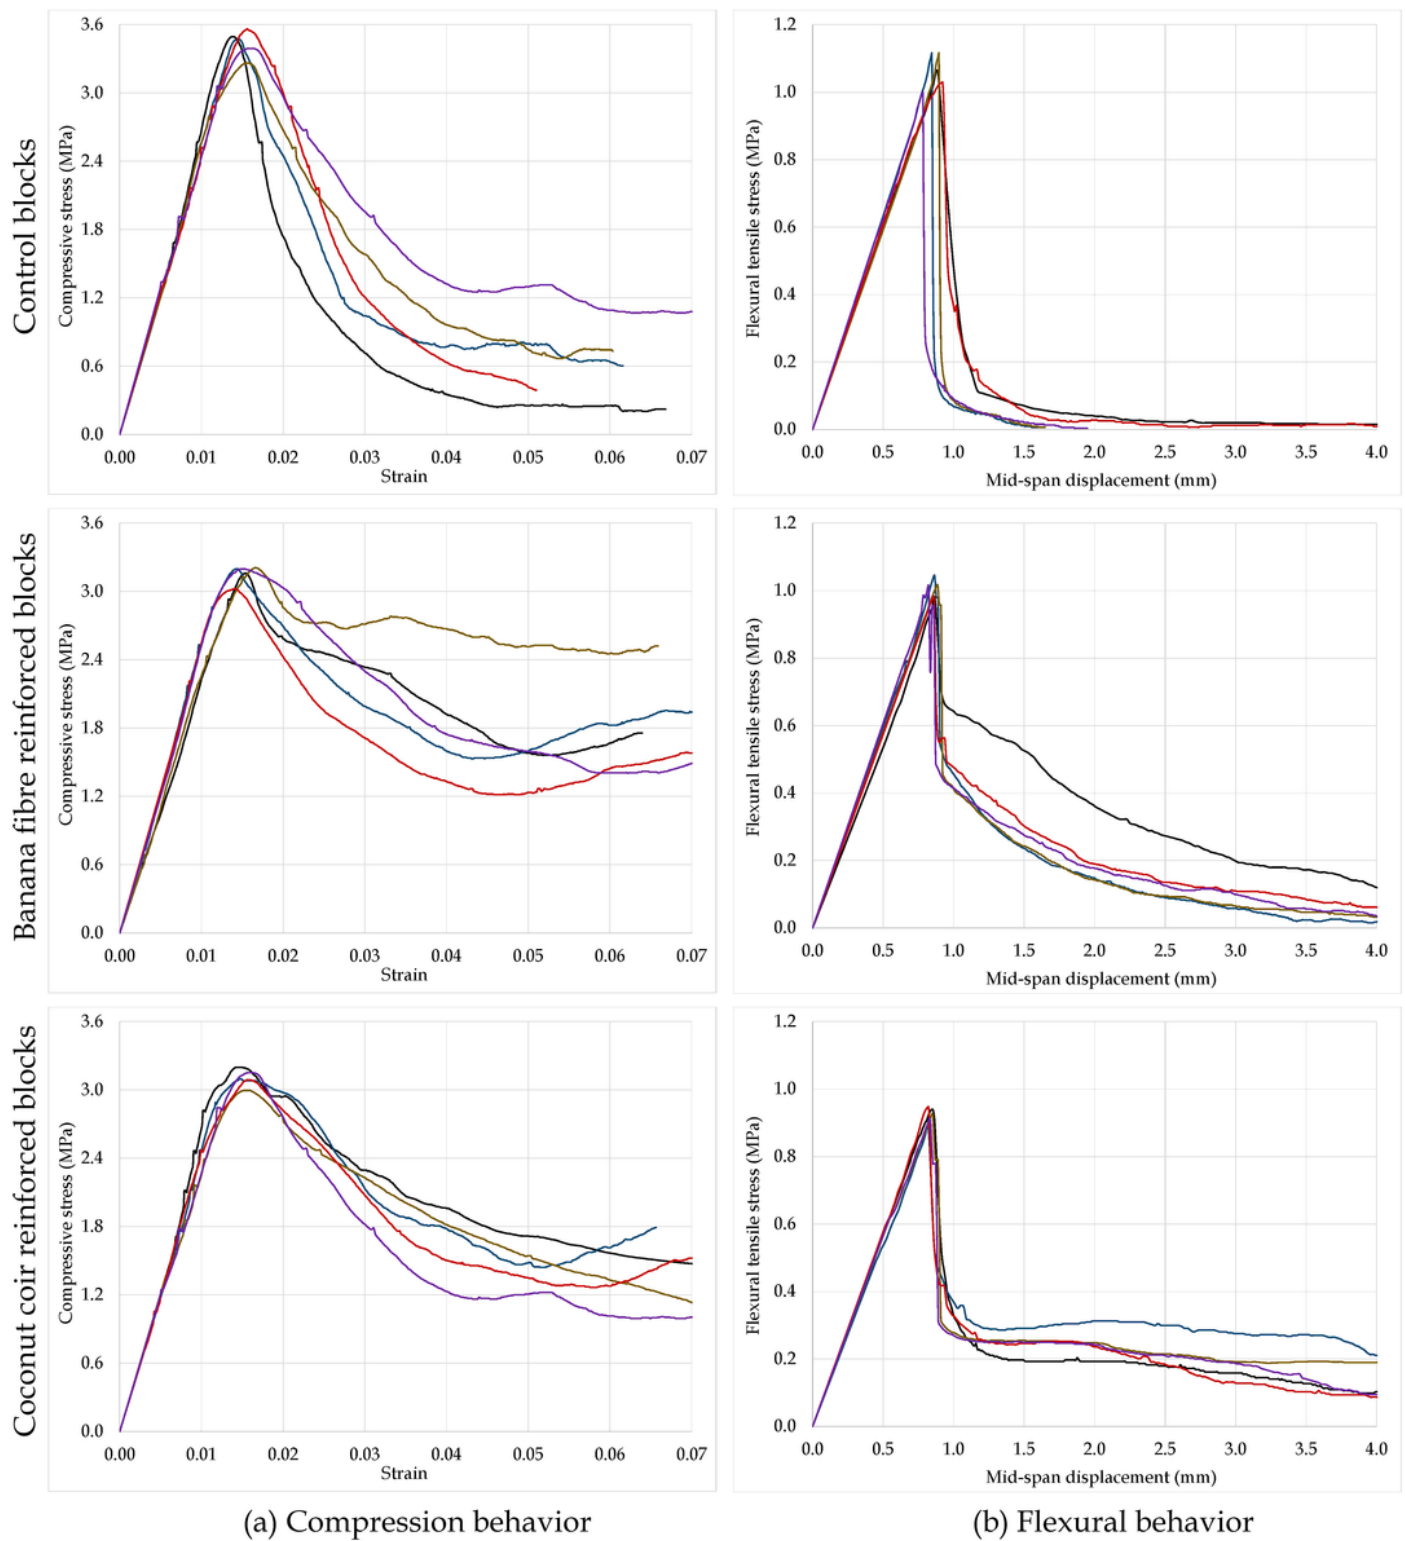 Control blocks
Compressive stress (MPa)
3.6
3.0
2.4
1.8
1.2
0.6
0.0
0.00 0.01 0.02 0.03 0.04 0.05 0.06 0.07
Strain
Flexural tensile stress (MPa)
1.2
1.0
0.8
0.6
0.4
0.2
0.0
0.0 0.5 1.0 1.5 2.0 2.5 3.0 3.5 4.0
Mid-span displacement (mm)
Banana fibre reinforced blocks
Compressive stress (MPa)
3.6
3.0
2.4
1.8
1.2
0.6
0.0
0.00 0.01 0.02 0.03 0.04 0.05 0.06 0.07
Strain
Flexural tensile stress (MPa)
1.2
1.0
0.8
0.6
0.4
0.2
0.0
0.0 0.5 1.0 1.5 2.0 2.5 3.0 3.5 4.0
Mid-span displacement (mm)
Coconut coir reinforced blocks
Compressive stress (MPa)
3.6
3.0
2.4
1.8
1.2
0.6
0.0
0.00 0.01 0.02 0.03 0.04 0.05 0.06 0.07
Strain
Flexural tensile stress (MPa)
1.2
1.0
0.8
0.6
0.4
0.2
0.0
0.0 0.5 1.0 1.5 2.0 2.5 3.0 3.5 4.0
Mid-span displacement (mm)
(a) Compression behavior
(b) Flexural behavior